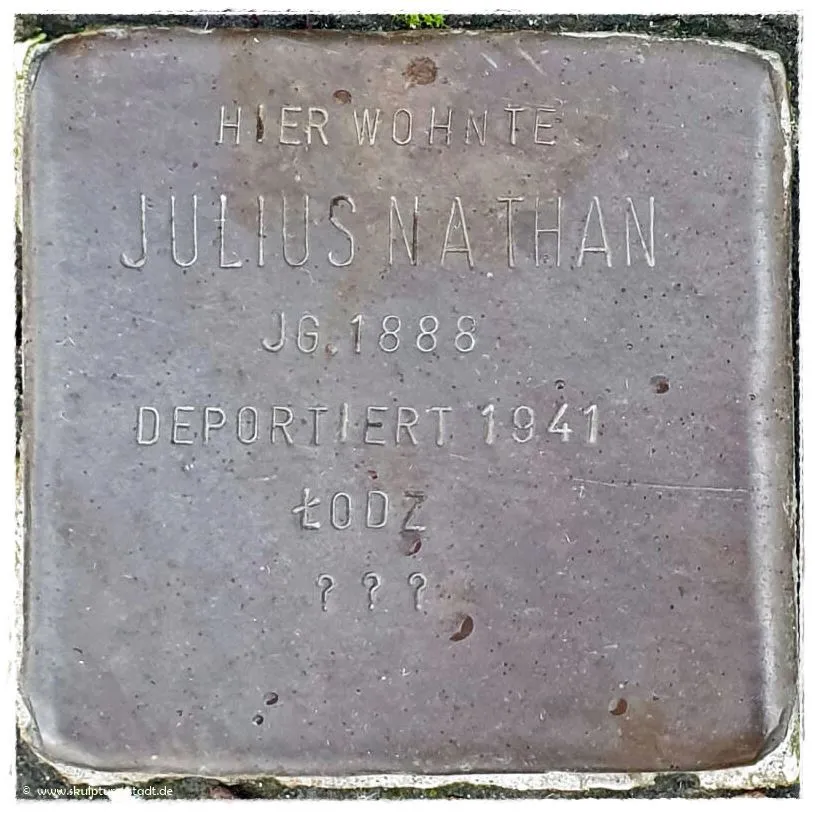 HIER WOHNTE
JULIUS NATHAN
JG. 1888
DEPORTIERT 1941
ŁODZ
? ? ?